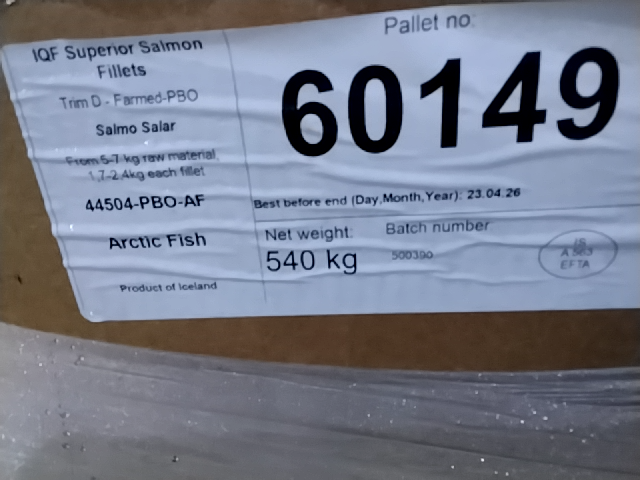 IQF Superior Salmon
Fillets
Trim D - Farmed-PBO
Salmo Salar
From 5-7 kg raw material,
1,7-2,4kg each fillet
44504-PBO-AF
Arctic Fish
Product of Iceland
Pallet no:
60149
Best before end (Day,Month,Year): 23.04.26
Net weight:
540 kg
Batch number
500390
IS
A 563
EFTA